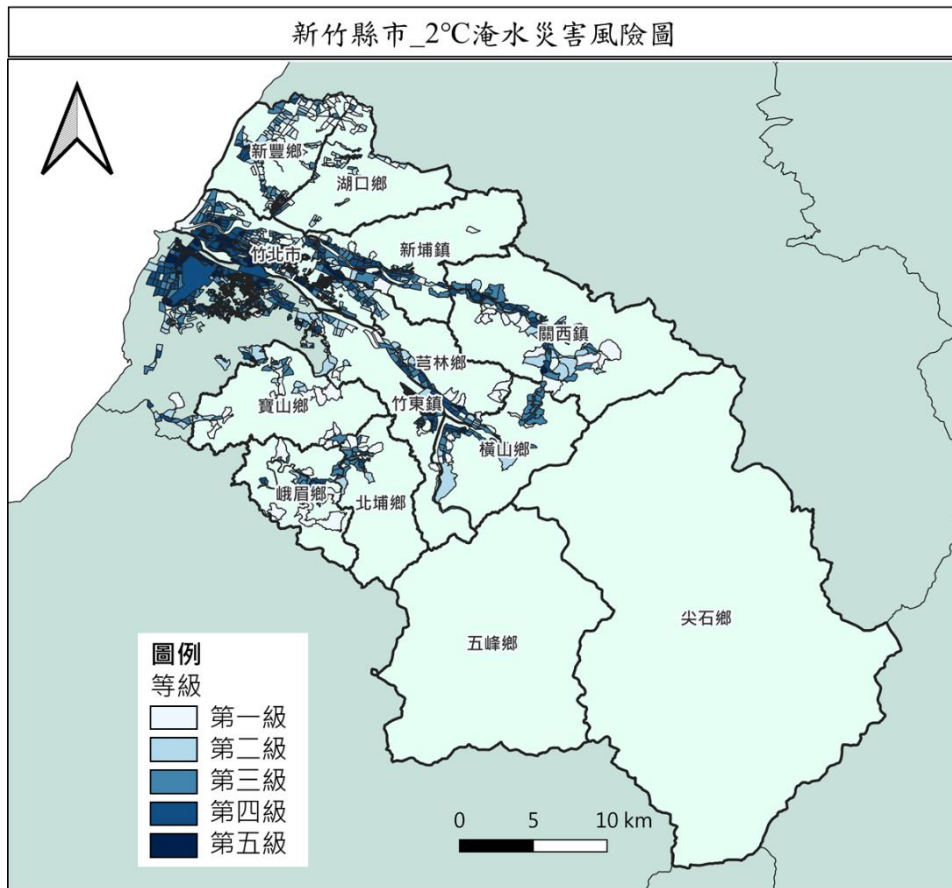 新竹縣市_2℃淹水災害風險圖
新豐鄉
湖口鄉
新埔鎮
竹北市
關西鎮
芎林鄉
寶山鄉
竹東鎮
橫山鄉
峨眉鄉
北埔鄉
尖石鄉
五峰鄉
圖例
等級
第一級
第二級
第三級
第四級
第五級
0 5 10 km